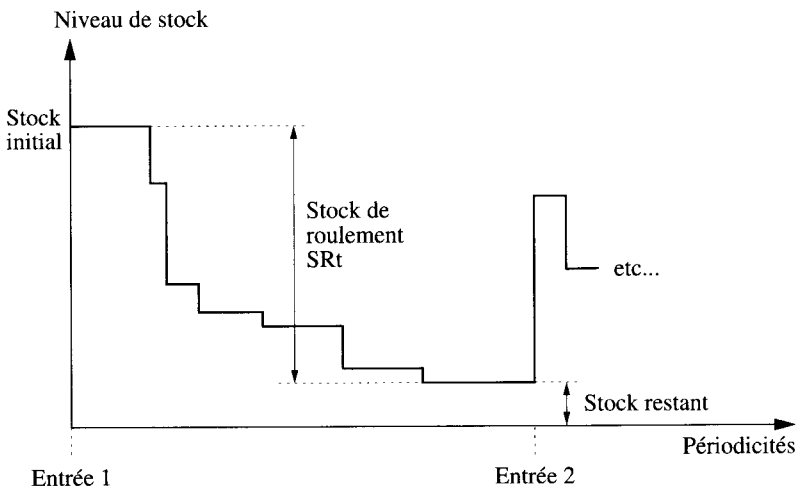 Niveau de stock
Stock
initial
Stock de
roulement
SRt
etc...
Stock restant
Périodicités
Entrée 1
Entrée 2